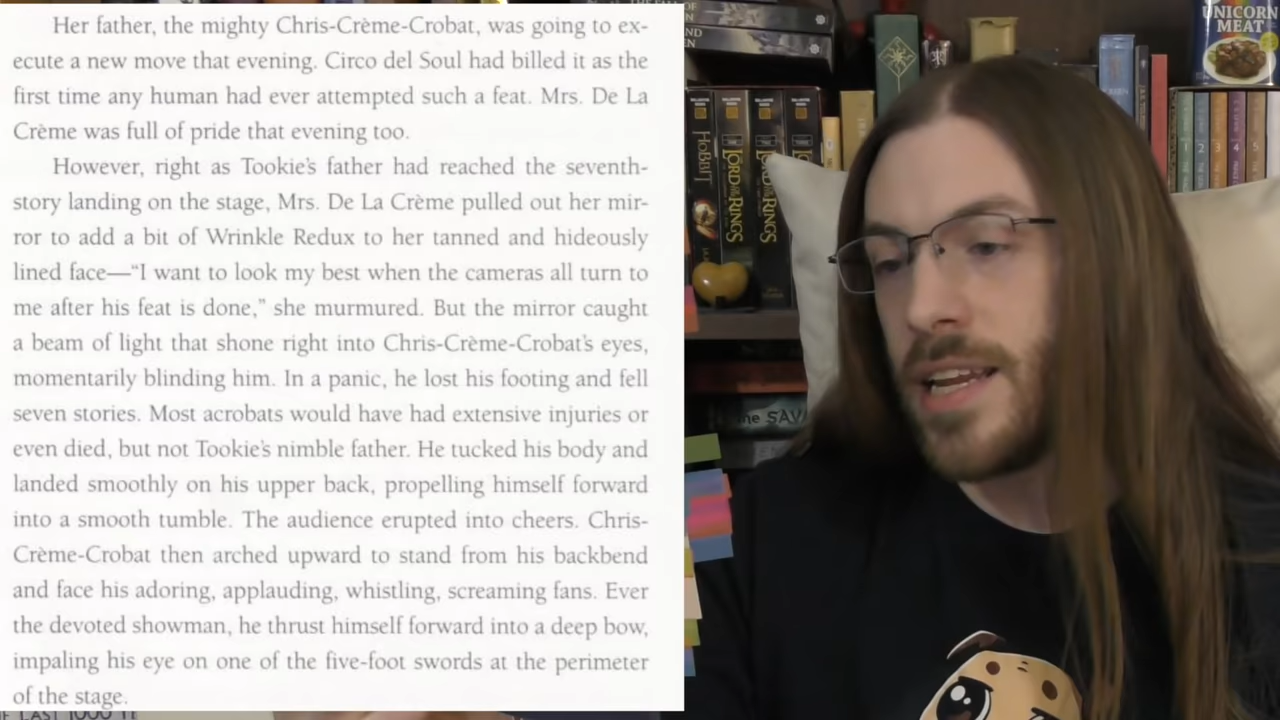 Her father, the mighty Chris-Crème-Crobat, was going to ex-
ecute a new move that evening. Circo del Soul had billed it as the
first time any human had ever attempted such a feat. Mrs. De La
Crème was full of pride that evening too.
However, right as Tookie's father had reached the seventh-
story landing on the stage, Mrs. De La Crème pulled out her mir-
ror to add a bit of Wrinkle Redux to her tanned and hideously
lined face—“I want to look my best when the cameras all turn to
me after his feat is done,” she murmured. But the mirror caught
a beam of light that shone right into Chris-Crème-Crobat's eyes,
momentarily blinding him. In a panic, he lost his footing and fell
seven stories. Most acrobats would have had extensive injuries or
even died, but not Tookie's nimble father. He tucked his body and
landed smoothly on his upper back, propelling himself forward
into a smooth tumble. The audience erupted into cheers. Chris-
Crème-Crobat then arched upward to stand from his backbend
and face his adoring, applauding, whistling, screaming fans. Ever
the devoted showman, he thrust himself forward into a deep bow,
impaling his eye on one of the five-foot swords at the perimeter
of the stage.
HOBBIT
THE LORD OF THE RINGS
THE LORD OF THE RINGS
UNICORN
MEAT
1
2
3
4
5